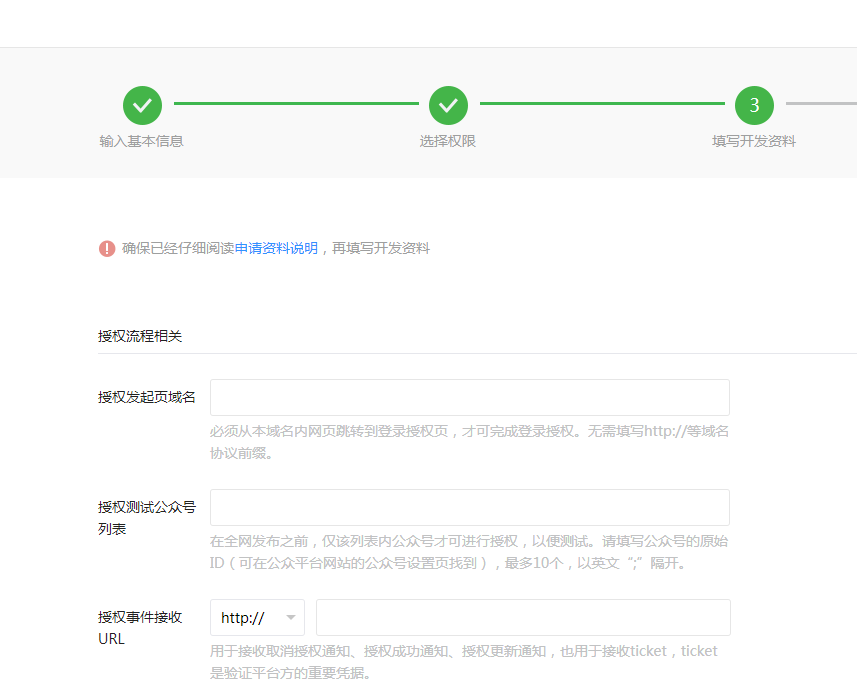 3
输入基本信息
选择权限
填写开发资料
确保已经仔细阅读申请资料说明，再填写开发资料
授权流程相关
授权发起页域名
必须从本域名内网页跳转到登录授权页，才可完成登录授权。无需填写http://等域名
协议前缀。
授权测试公众号
列表
在全网发布之前，仅该列表内公众号才可进行授权，以便测试。请填写公众号的原始
ID（可在公众平台网站的公众号设置页找到），最多10个，以英文“;”隔开。
授权事件接收
URL
http://
用于接收取消授权通知、授权成功通知、授权更新通知，也用于接收ticket，ticket
是验证平台方的重要凭据。